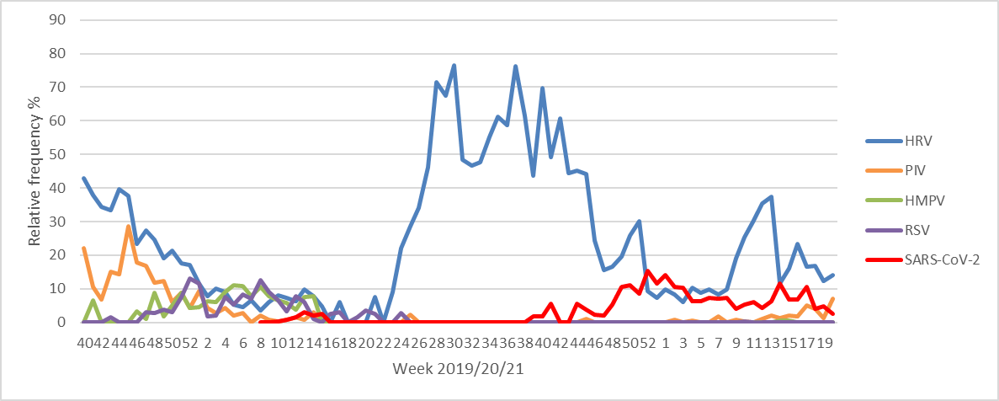 90
80
70
60
50
40
30
20
10
0
Relative frequency %
40 42 44 46 48 50 52 2 4 6 8 10 12 14 16 18 20 22 24 26 28 30 32 34 36 38 40 42 44 46 48 50 52 1 3 5 7 9 11 13 15 17 19
Week 2019/20/21
HRV
PIV
HMPV
RSV
SARS-CoV-2